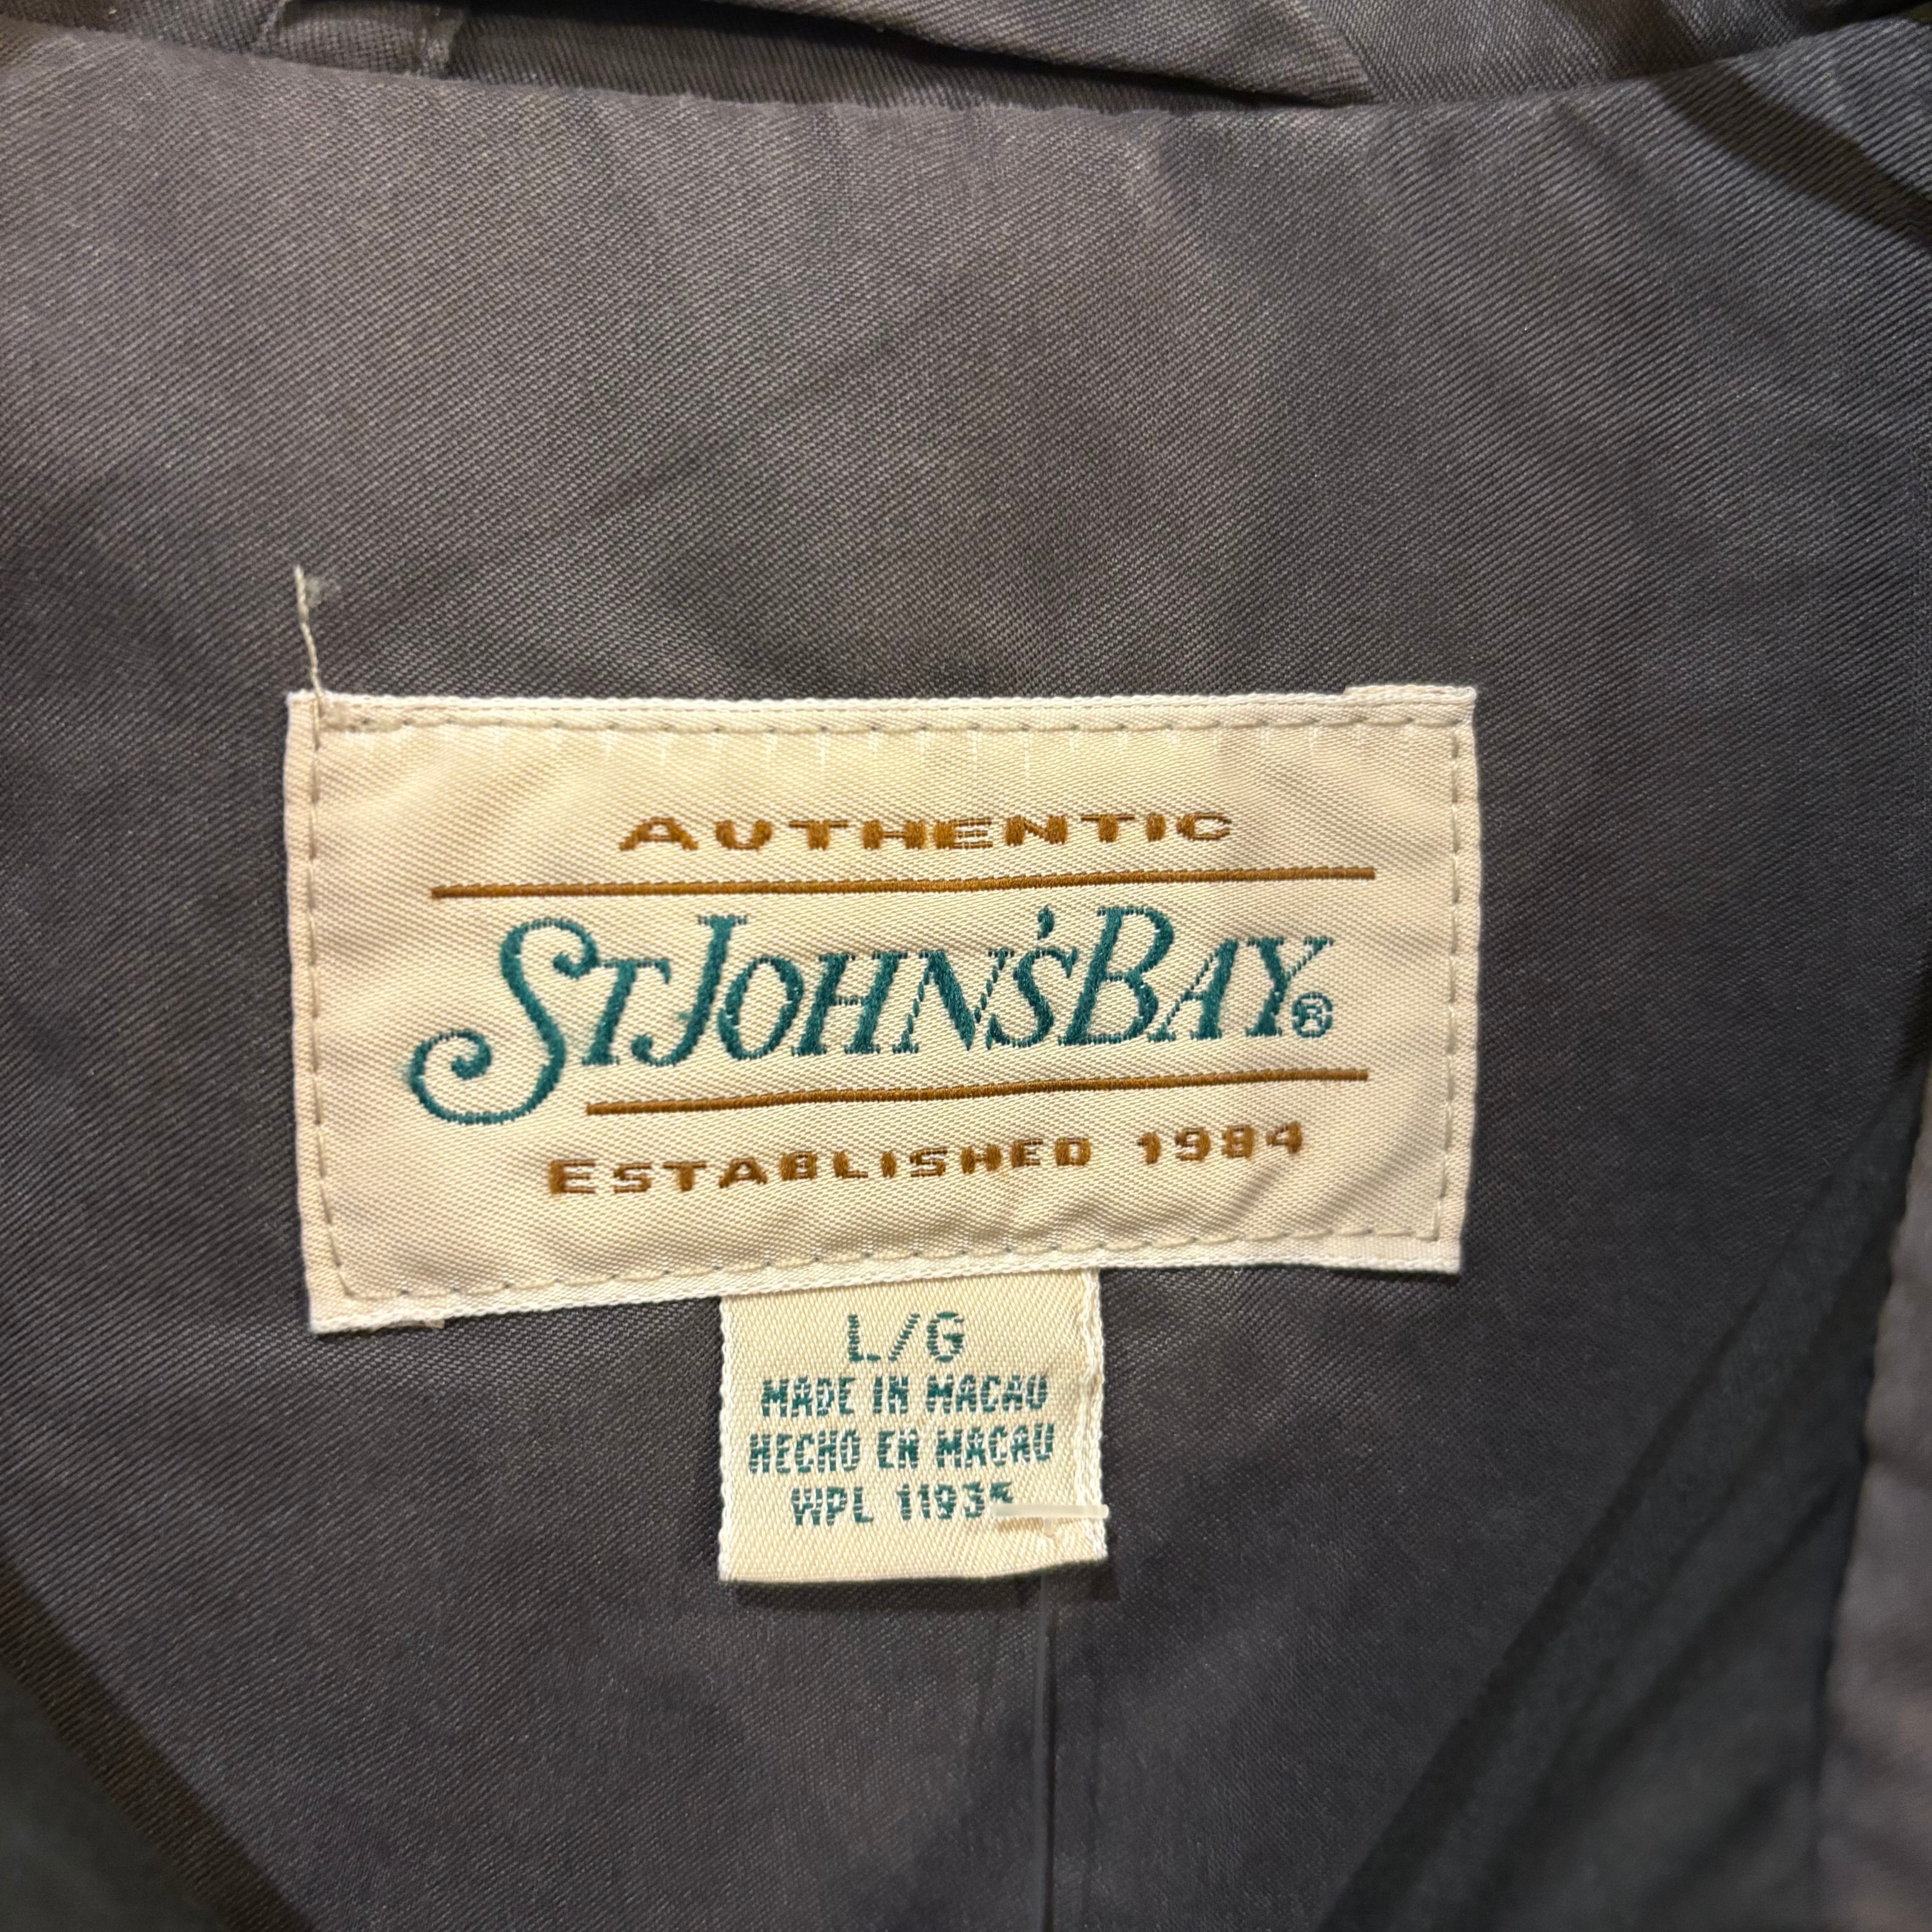 AUTHENTIC
ST JOHN'S BAY®
ESTABLISHED 1984
L/G
MADE IN MACAU
HECHO EN MACAU
WPL 11935